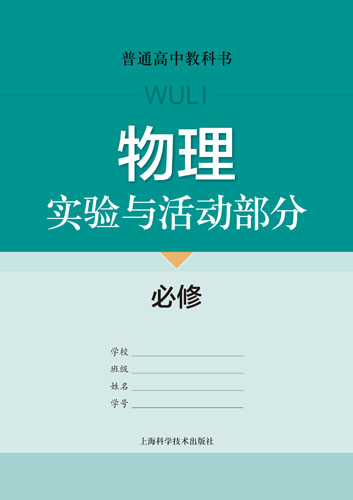 普通高中教科书
WULI
物理
实验与活动部分
必修
学校
班级
姓名
学号
上海科学技术出版社